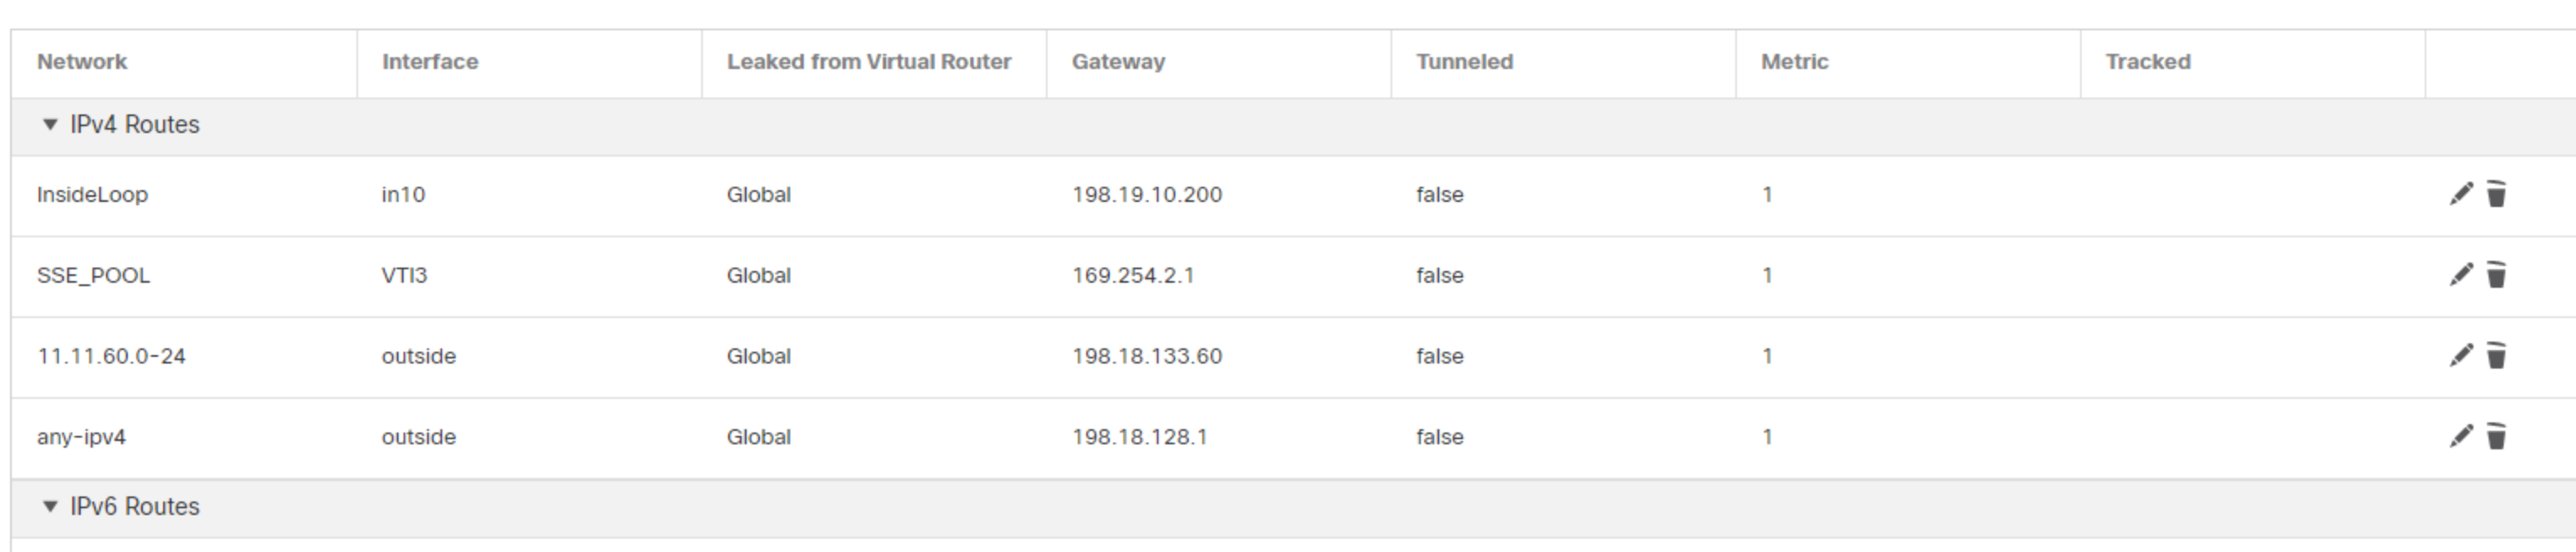 Network Interface Leaked from Virtual Router Gateway Tunneled Metric Tracked
IPv4 Routes
InsideLoop in10 Global 198.19.10.200 false 1
SSE_POOL VTI3 Global 169.254.2.1 false 1
11.11.60.0-24 outside Global 198.18.133.60 false 1
any-ipv4 outside Global 198.18.128.1 false 1
IPv6 Routes